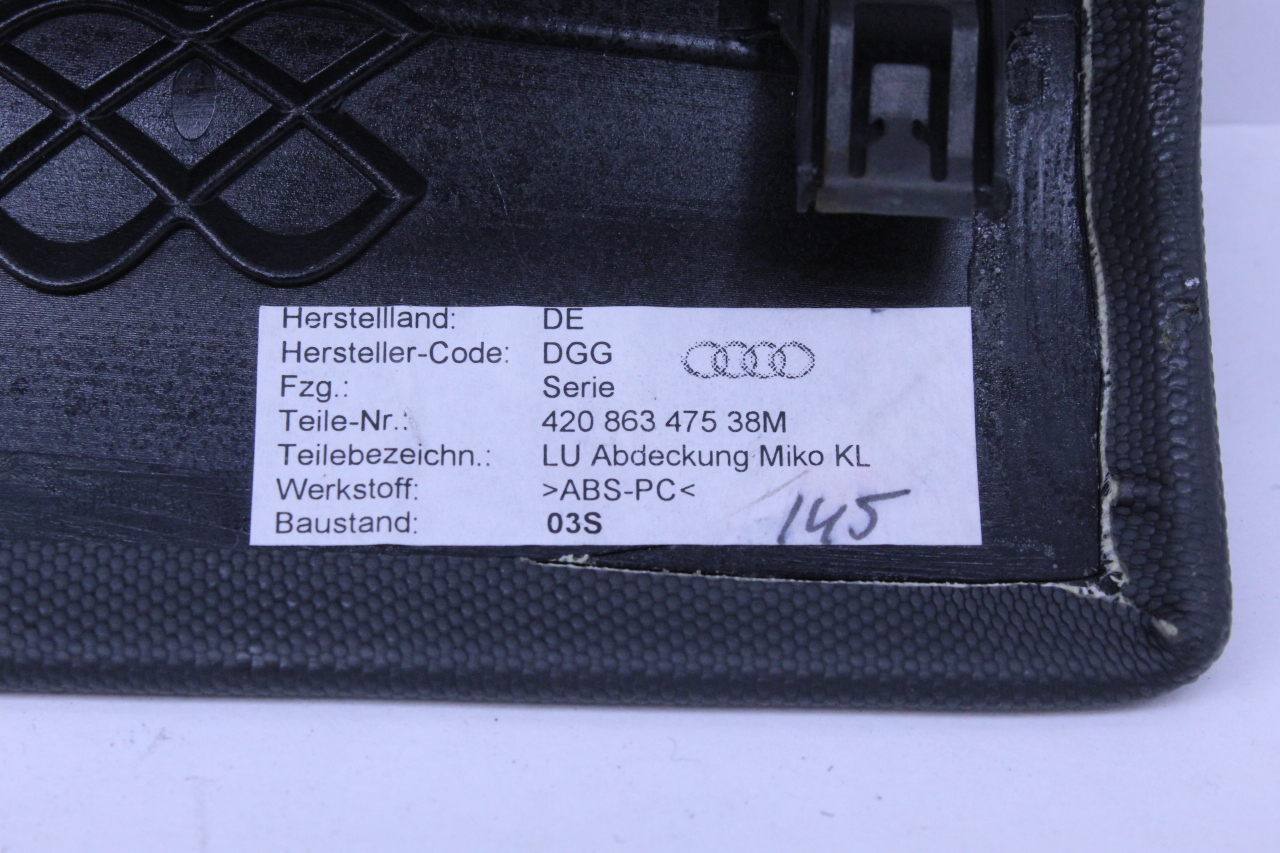 Herstellland: DE
Hersteller-Code: DGG
Fzg.: Serie
Teile-Nr.: 420 863 475 38M
Teilebezeichn.: LU Abdeckung Miko KL
Werkstoff: >ABS-PC<
Baustand: 03S
145